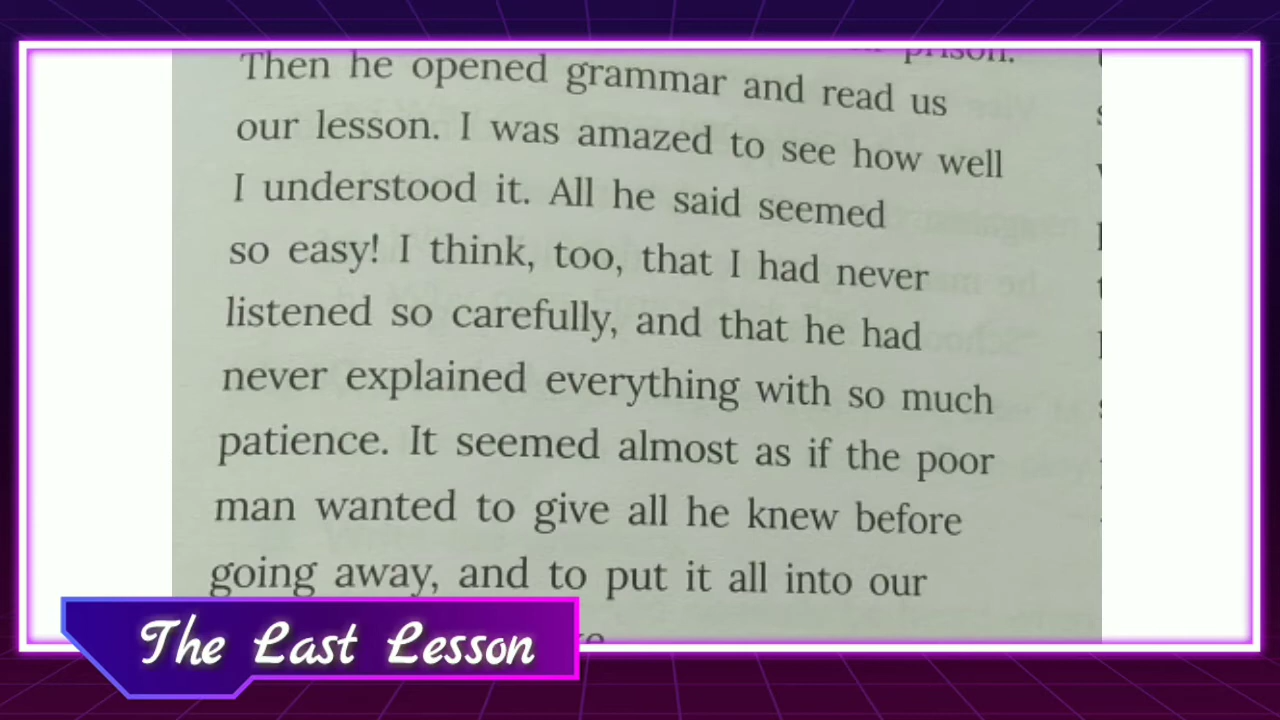 prison.
Then he opened grammar and read us
our lesson. I was amazed to see how well
I understood it. All he said seemed
so easy! I think, too, that I had never
listened so carefully, and that he had
never explained everything with so much
patience. It seemed almost as if the poor
man wanted to give all he knew before
going away, and to put it all into our
The Last Lesson